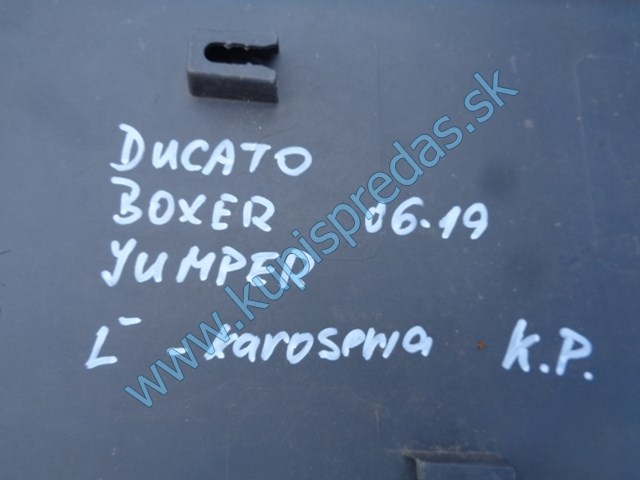 DUCATO
BOXER 06.19
JUMPER
Ľ - karoseria K.P.
www.kupispredas.sk